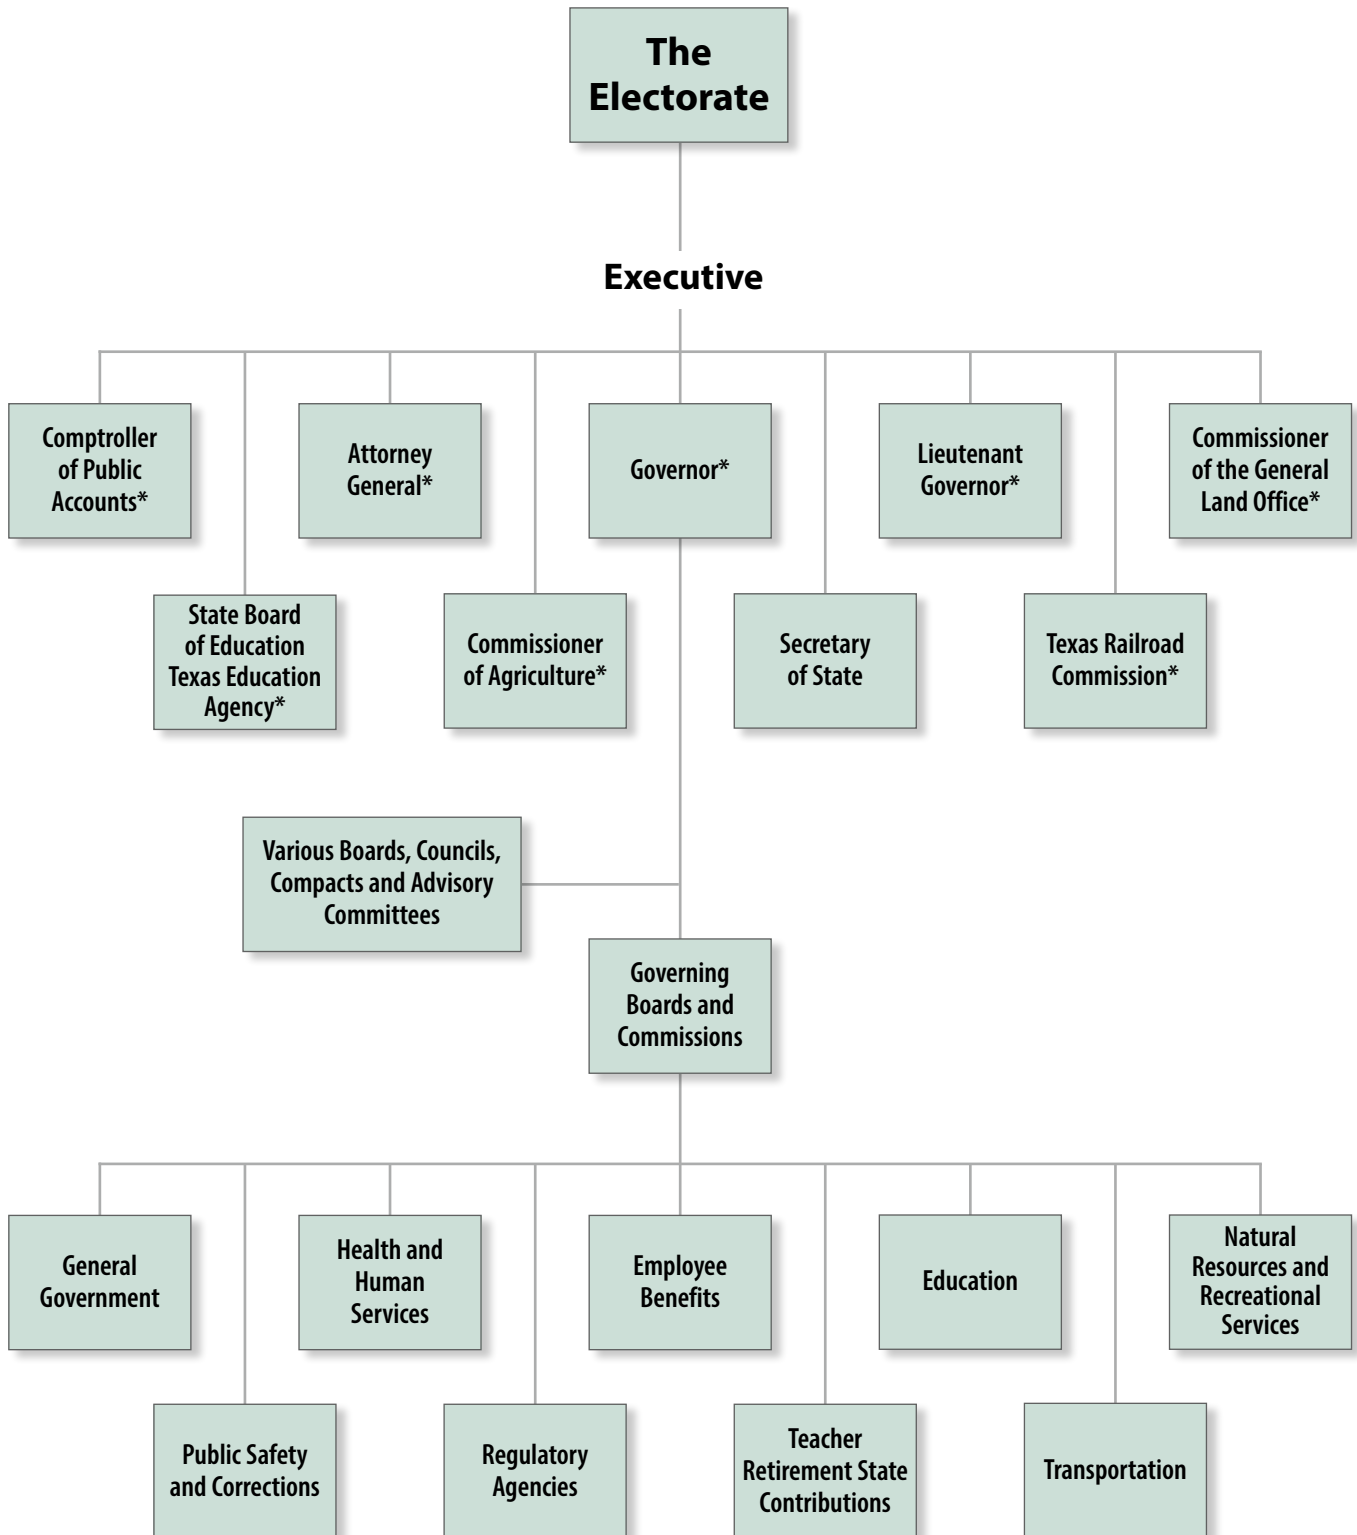 The
Electorate
Executive
Comptroller
of Public
Accounts*
Attorney
General*
Governor*
Lieutenant
Governor*
Commissioner
of the General
Land Office*
State Board
of Education
Texas Education
Agency*
Commissioner
of Agriculture*
Secretary
of State
Texas Railroad
Commission*
Various Boards, Councils,
Compacts and Advisory
Committees
Governing
Boards and
Commissions
General
Government
Health and
Human
Services
Employee
Benefits
Education
Natural
Resources and
Recreational
Services
Public Safety
and Corrections
Regulatory
Agencies
Teacher
Retirement State
Contributions
Transportation